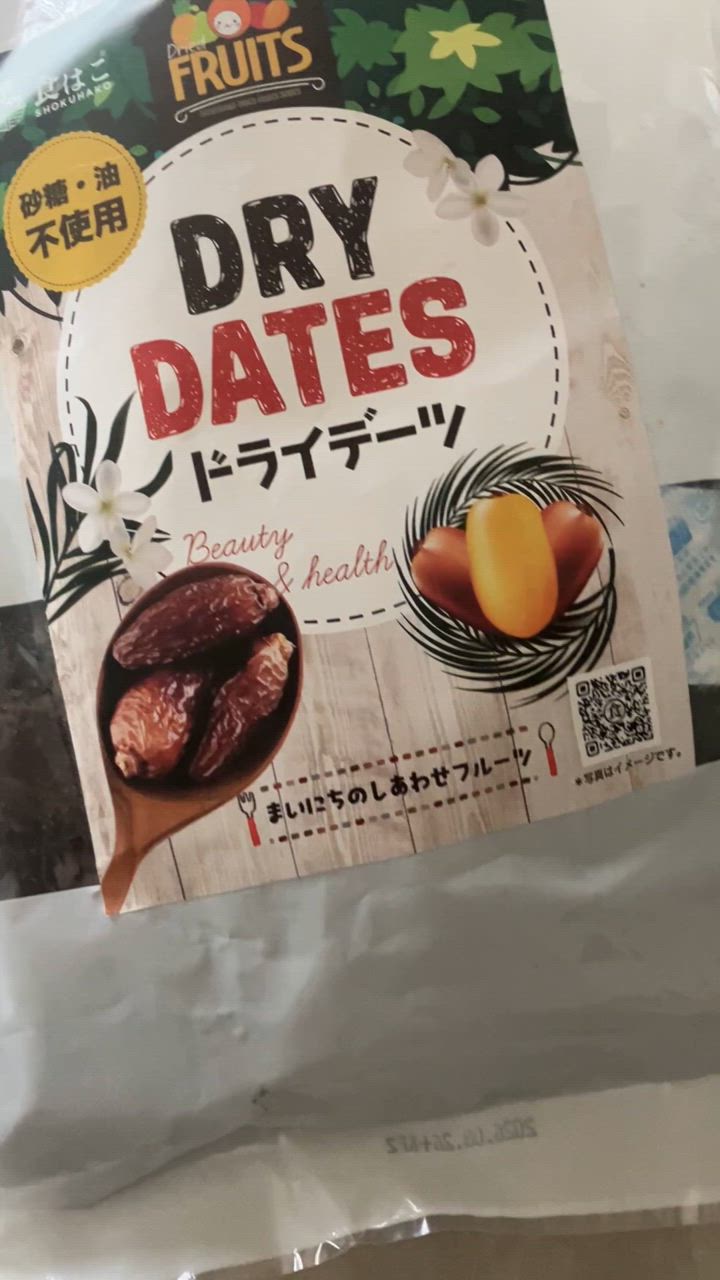 食はこ
SHOKUHAKO
Dried
FRUITS
砂糖・油
不使用
DRY
DATES
ドライデーツ
Beauty
& health
まいにちのしあわせフルーツ
*写真はイメージです。